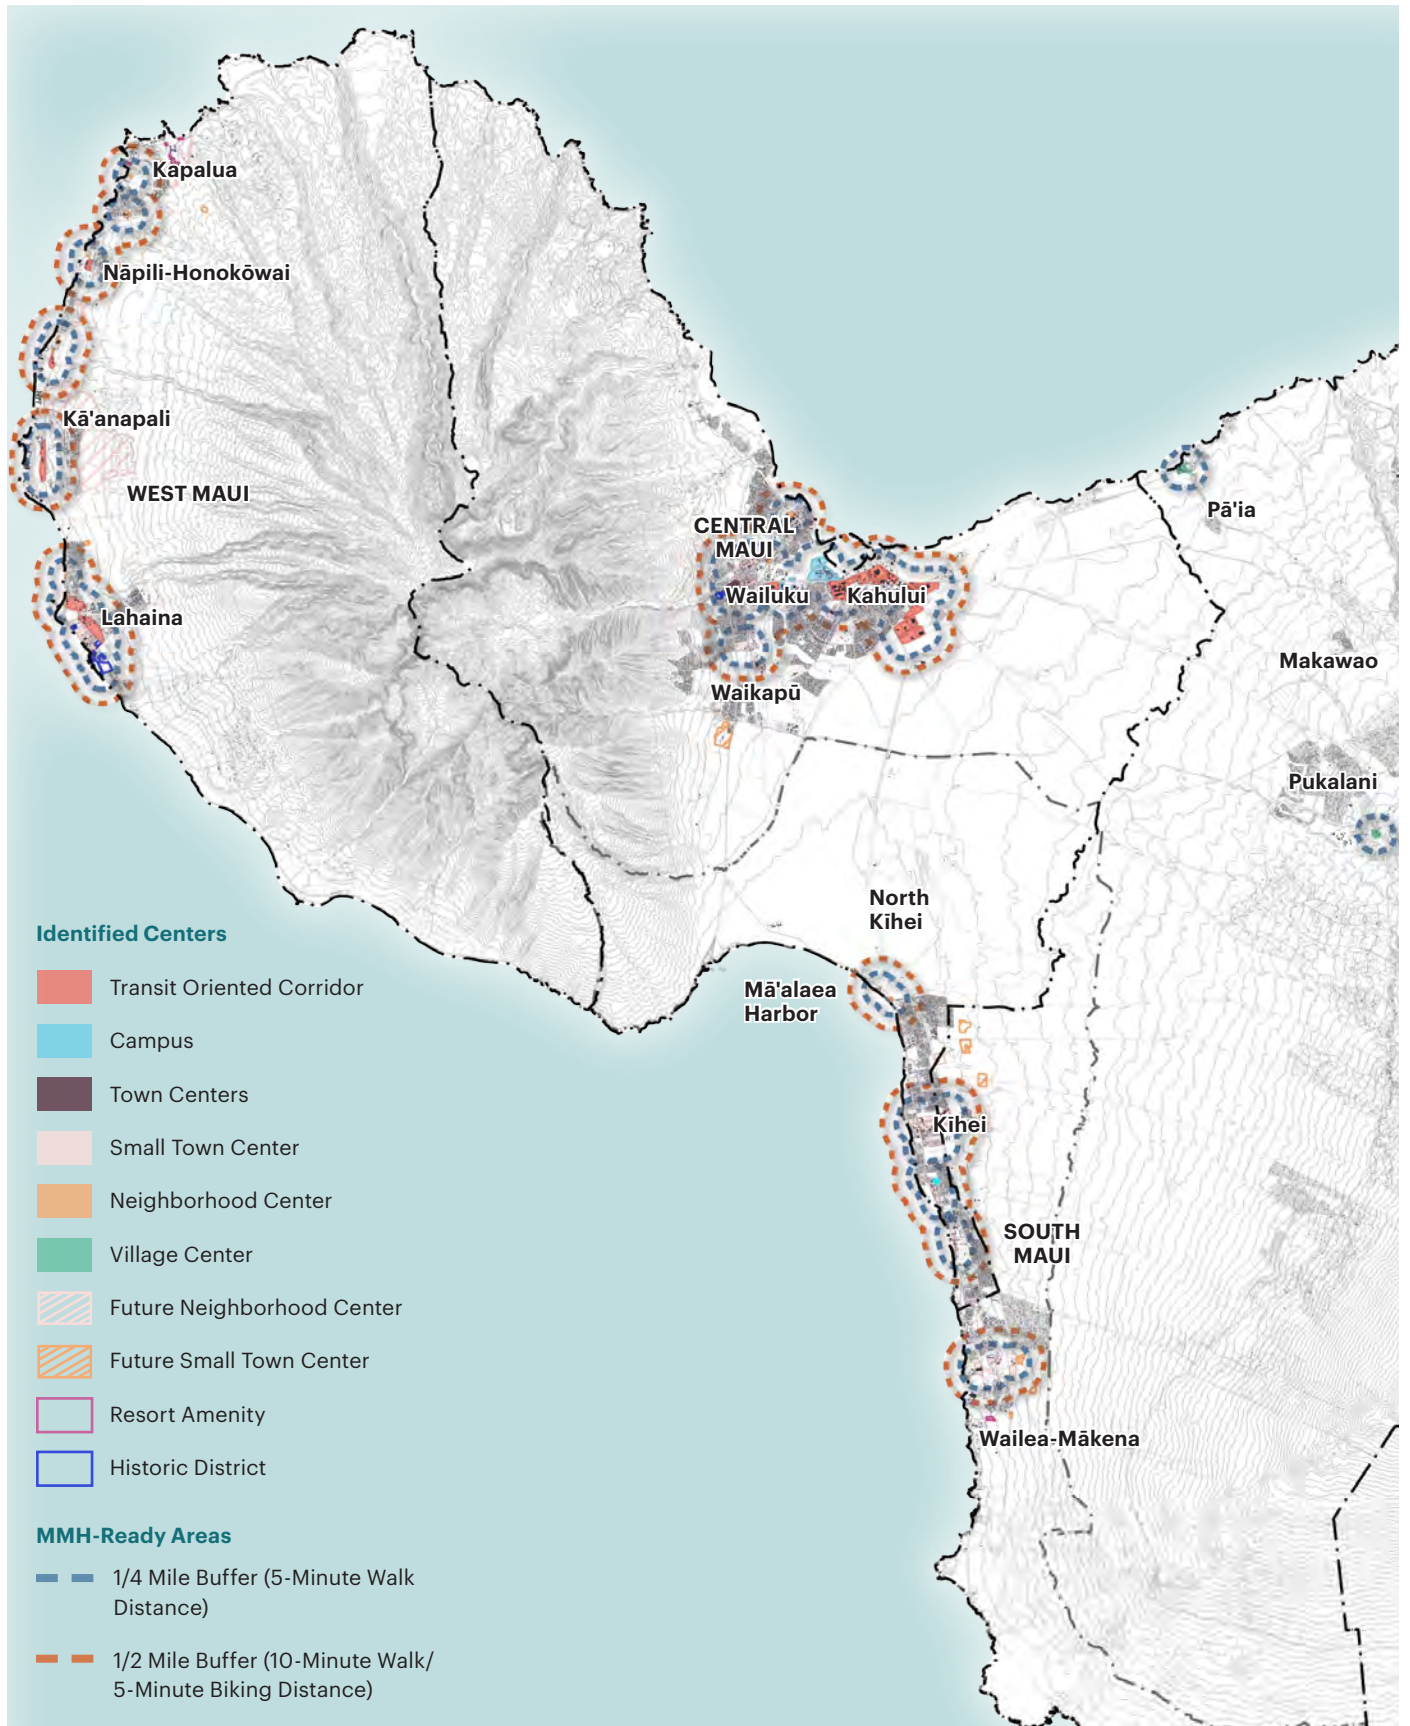 Kapalua
Nāpili-Honokōwai
Kā'anapali
WEST MAUI
Lahaina
CENTRAL
MAUI
Wailuku
Kahului
Waikapū
Pā'ia
Makawao
Pukalani
North
Kīhei
Mā'alaea
Harbor
Kīhei
SOUTH
MAUI
Wailea-Mākena
Identified Centers
Transit Oriented Corridor
Campus
Town Centers
Small Town Center
Neighborhood Center
Village Center
Future Neighborhood Center
Future Small Town Center
Resort Amenity
Historic District
MMH-Ready Areas
1/4 Mile Buffer (5-Minute Walk
Distance)
1/2 Mile Buffer (10-Minute Walk/
5-Minute Biking Distance)